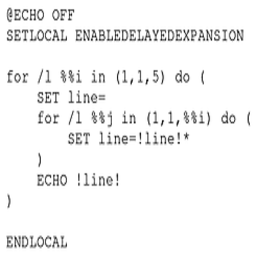 @ECHO OFF
SETLOCAL ENABLEDELAYEDEXPANSION

for /l %%i in (1,1,5) do (
    SET line=
    for /l %%j in (1,1,%%i) do (
        SET line=!line!*
    )
    ECHO !line!
)

ENDLOCAL